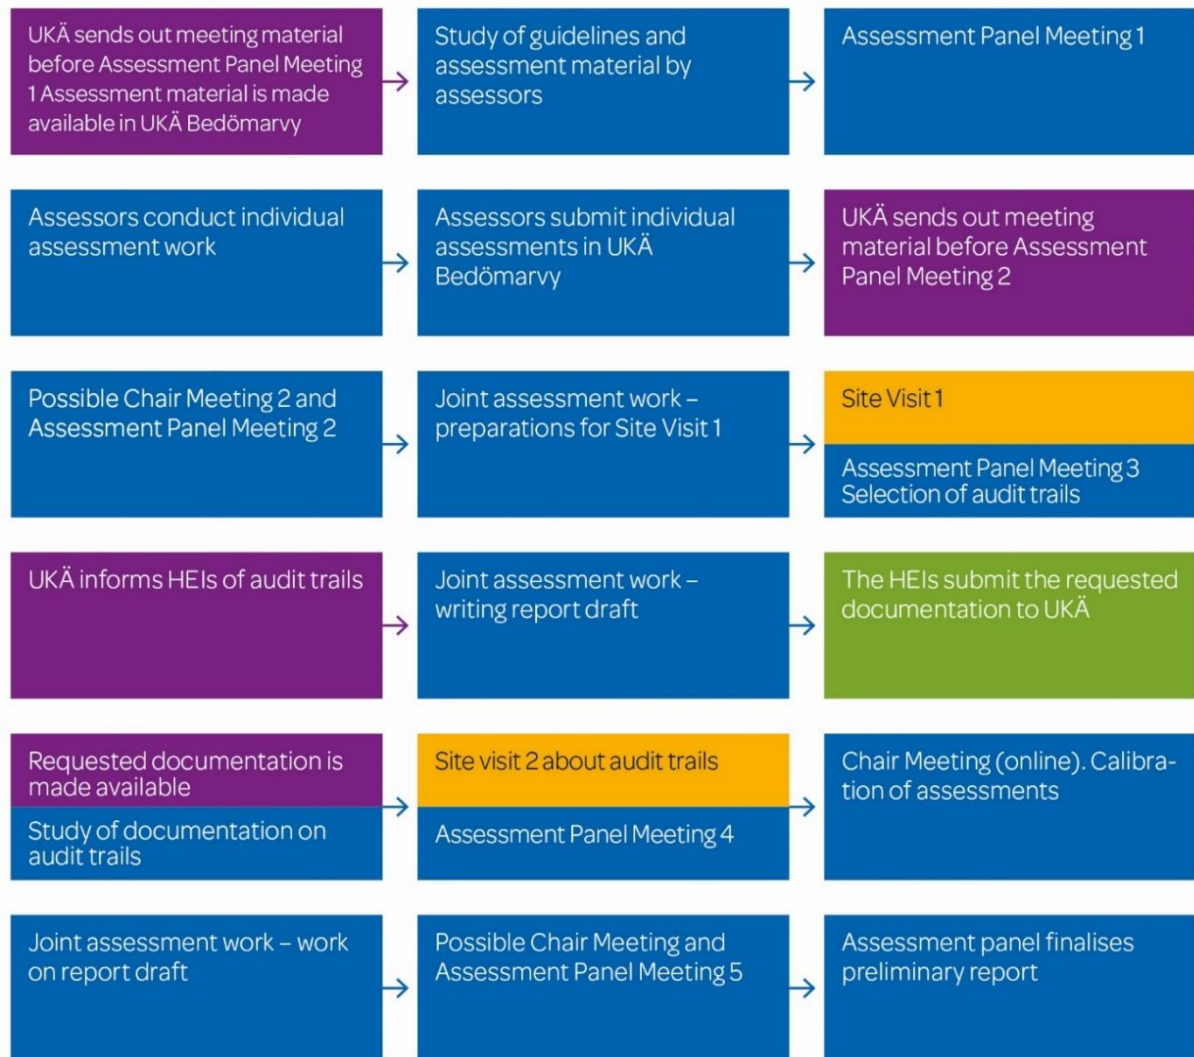 UKÄ sends out meeting material
before Assessment Panel Meeting
1 Assessment material is made
available in UKÄ Bedömarvy
Study of guidelines and
assessment material by
assessors
Assessment Panel Meeting 1
Assessors conduct individual
assessment work
Assessors submit individual
assessments in UKÄ
Bedömarvy
UKÄ sends out meeting
material before Assessment
Panel Meeting 2
Possible Chair Meeting 2 and
Assessment Panel Meeting 2
Joint assessment work –
preparations for Site Visit 1
Site Visit 1
Assessment Panel Meeting 3
Selection of audit trails
UKÄ informs HEIs of audit trails
Joint assessment work –
writing report draft
The HEIs submit the requested
documentation to UKÄ
Requested documentation is
made available
Study of documentation on
audit trails
Site visit 2 about audit trails
Assessment Panel Meeting 4
Chair Meeting (online). Calibra-
tion of assessments
Joint assessment work – work
on report draft
Possible Chair Meeting and
Assessment Panel Meeting 5
Assessment panel finalises
preliminary report